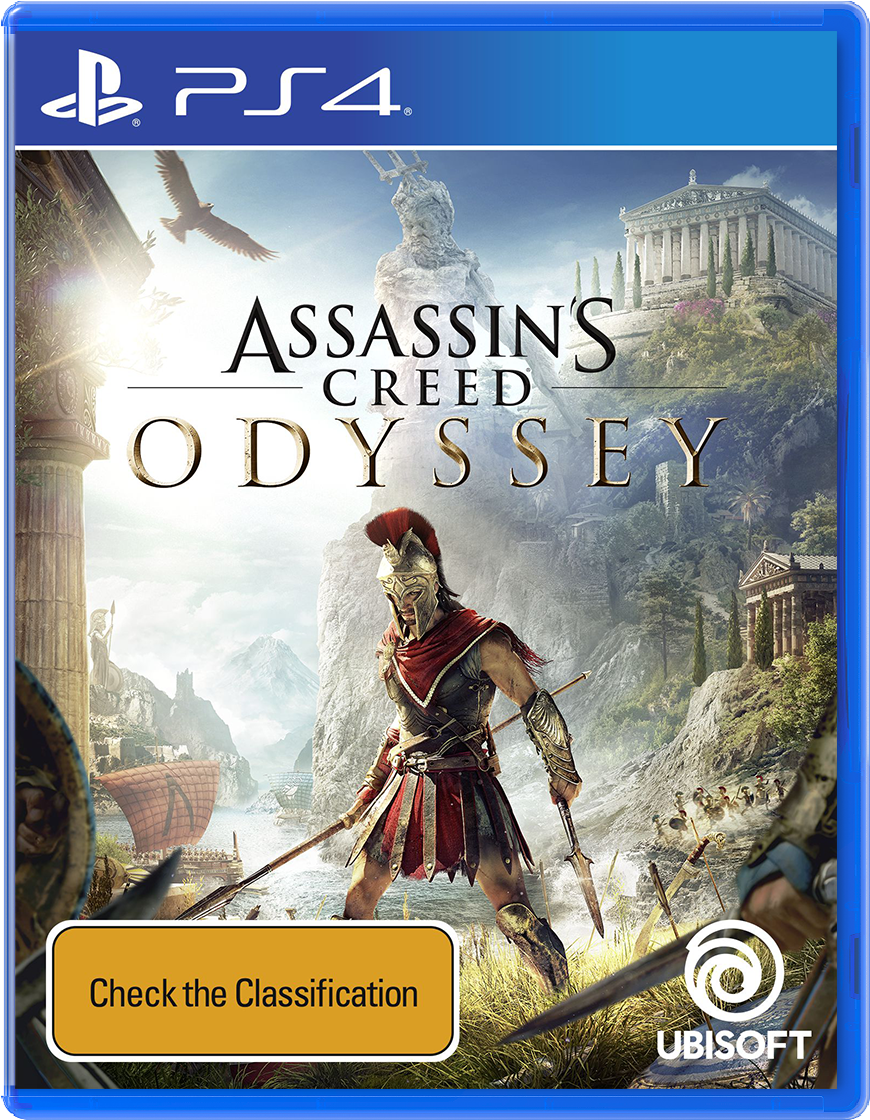 PS4
ASSASSIN'S
CREED
ODYSSEY
Check the Classification
UBISOFT